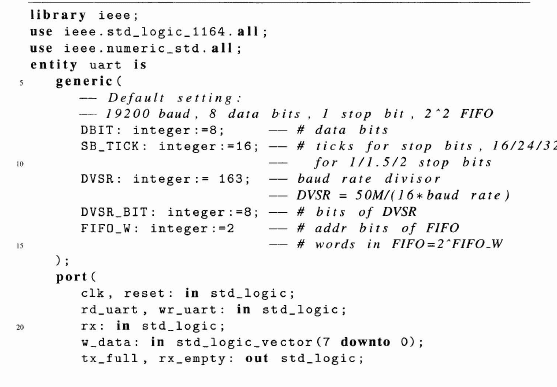 library ieee;
use ieee.std_logic_1164.all;
use ieee.numeric_std.all;
entity uart is
5 generic(
-- Default setting:
-- 19200 baud, 8 data bits, 1 stop bit, 2^2 FIFO
DBIT: integer:=8; -- # data bits
SB_TICK: integer:=16; -- # ticks for stop bits, 16/24/32
10 -- for 1/1.5/2 stop bits
DVSR: integer:= 163; -- baud rate divisor
-- DVSR = 50M/(16*baud rate)
DVSR_BIT: integer:=8; -- # bits of DVSR
FIFO_W: integer:=2 -- # addr bits of FIFO
15 -- # words in FIFO=2^FIFO_W
);
port(
clk, reset: in std_logic;
rd_uart, wr_uart: in std_logic;
20 rx: in std_logic;
w_data: in std_logic_vector(7 downto 0);
tx_full, rx_empty: out std_logic;